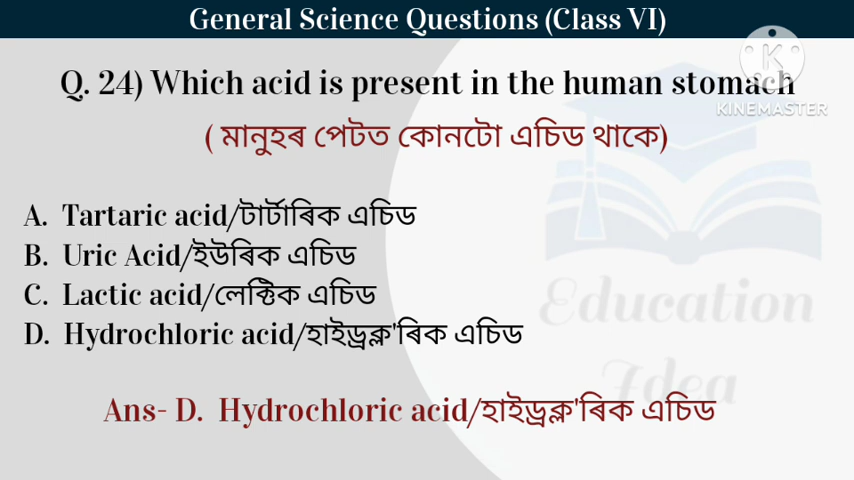 General Science Questions (Class VI)
Q. 24) Which acid is present in the human stomach
KINEMASTER
( মানুহৰ পেটত কোনটো এচিড থাকে)
A. Tartaric acid/টাৰ্টাৰিক এচিড
B. Uric Acid/ইউৰিক এচিড
C. Lactic acid/লেক্টিক এচিড
D. Hydrochloric acid/হাইড্ৰক্ল'ৰিক এচিড
Education
Idea
Ans- D. Hydrochloric acid/হাইড্ৰক্ল'ৰিক এচিড